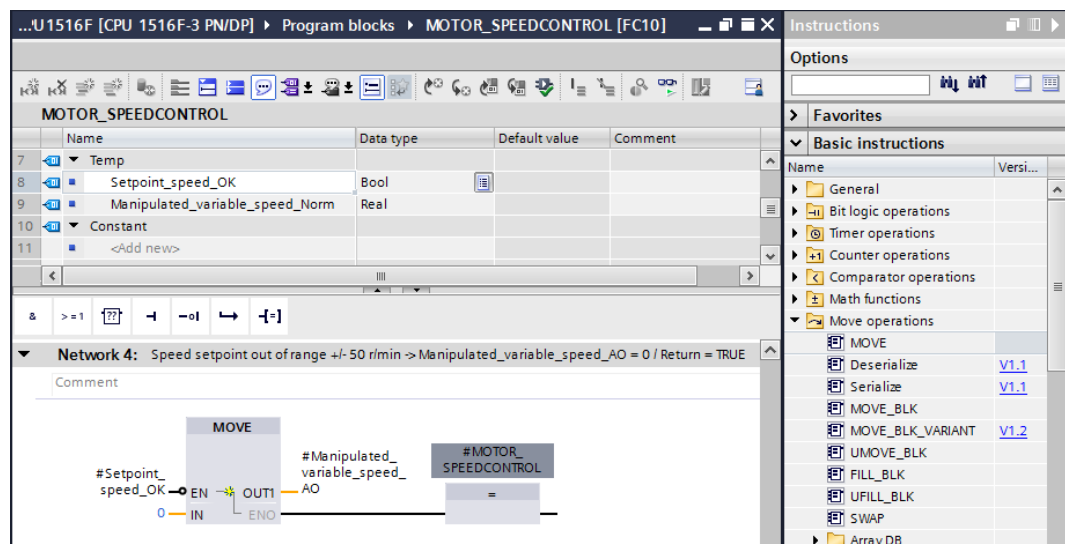 ...U1516F [CPU 1516F-3 PN/DP] ▸ Program blocks ▸ MOTOR_SPEEDCONTROL [FC10]
MOTOR_SPEEDCONTROL
Name Data type Default value Comment
7 Temp
8 Setpoint_speed_OK Bool
9 Manipulated_variable_speed_Norm Real
10 Constant
11 <Add new>
& >=1 ?? -[=]
Network 4: Speed setpoint out of range +/- 50 r/min -> Manipulated_variable_speed_AO = 0 / Return = TRUE
Comment
MOVE
#Setpoint_
speed_OK EN OUT1
#Manipulated_
variable_speed_
AO
0 IN ENO
#MOTOR_
SPEEDCONTROL
=
Instructions
Options
Favorites
Basic instructions
Name Versi...
General
Bit logic operations
Timer operations
Counter operations
Comparator operations
Math functions
Move operations
MOVE
Deserialize V1.1
Serialize V1.1
MOVE_BLK
MOVE_BLK_VARIANT V1.2
UMOVE_BLK
FILL_BLK
UFILL_BLK
SWAP
Array DB